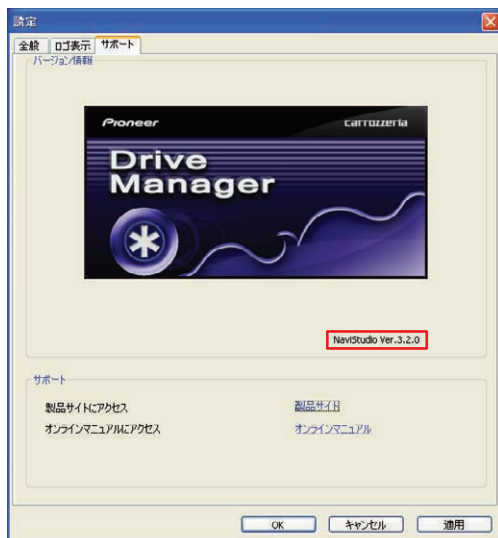 設定
全般 ロゴ表示 サポート
バージョン情報
Pioneer carrozzeria
Drive
Manager
NaviStudio Ver.3.2.0
サポート
製品サイトにアクセス 製品サイト
オンラインマニュアルにアクセス オンラインマニュアル
OK キャンセル 適用